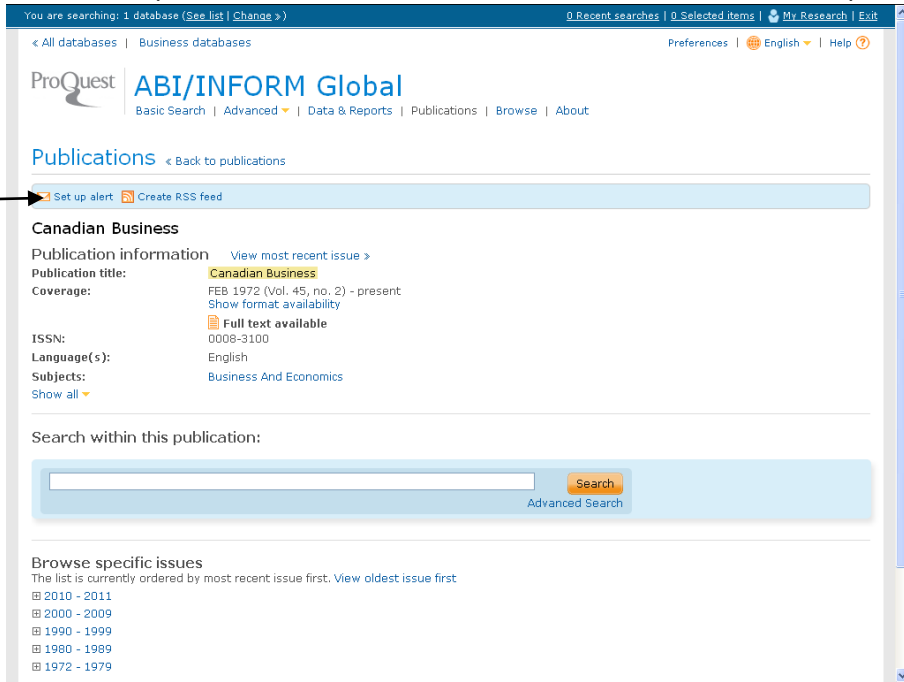 You are searching: 1 database (See list | Change ») 0 Recent searches | 0 Selected items | My Research | Exit
« All databases | Business databases Preferences | English | Help ?
ProQuest ABI/INFORM Global
Basic Search | Advanced | Data & Reports | Publications | Browse | About
Publications « Back to publications
Set up alert Create RSS feed
Canadian Business
Publication information View most recent issue »
Publication title: Canadian Business
Coverage: FEB 1972 (Vol. 45, no. 2) - present
Show format availability
Full text available
ISSN: 0008-3100
Language(s): English
Subjects: Business And Economics
Show all
Search within this publication:
Search
Advanced Search
Browse specific issues
The list is currently ordered by most recent issue first. View oldest issue first
2010 - 2011
2000 - 2009
1990 - 1999
1980 - 1989
1972 - 1979